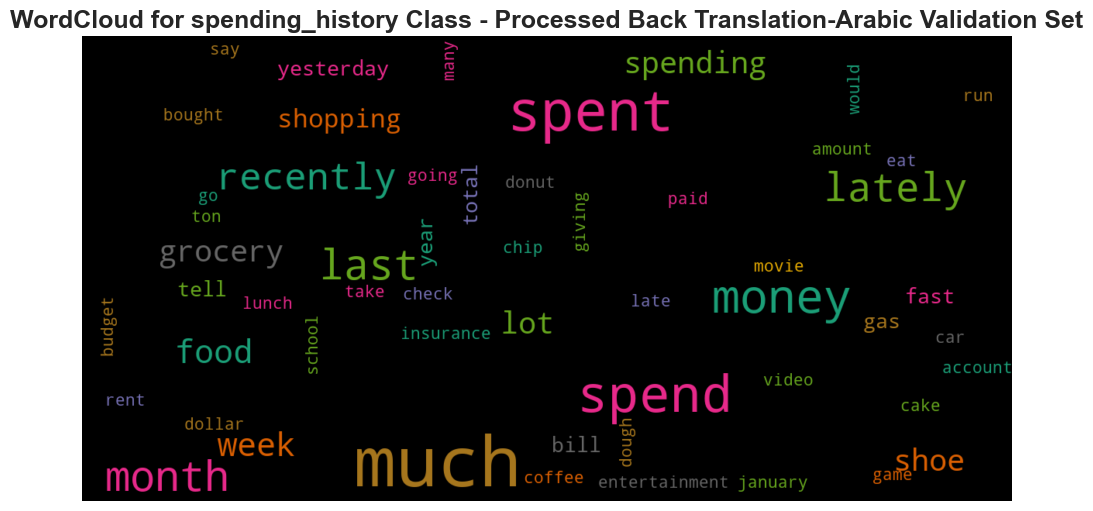 WordCloud for spending_history Class - Processed Back Translation-Arabic Validation Set
say
yesterday
many
spending
would
run
bought
shopping
spent
amount
eat
recently
going
total
donut
paid
lately
go
ton
giving
year
grocery
last
chip
movie
tell
lunch
take
check
late
money
fast
budget
school
insurance
lot
gas
car
food
account
rent
spend
video
cake
dollar
week
much
bill
dough
shoe
month
coffee
entertainment
january
game